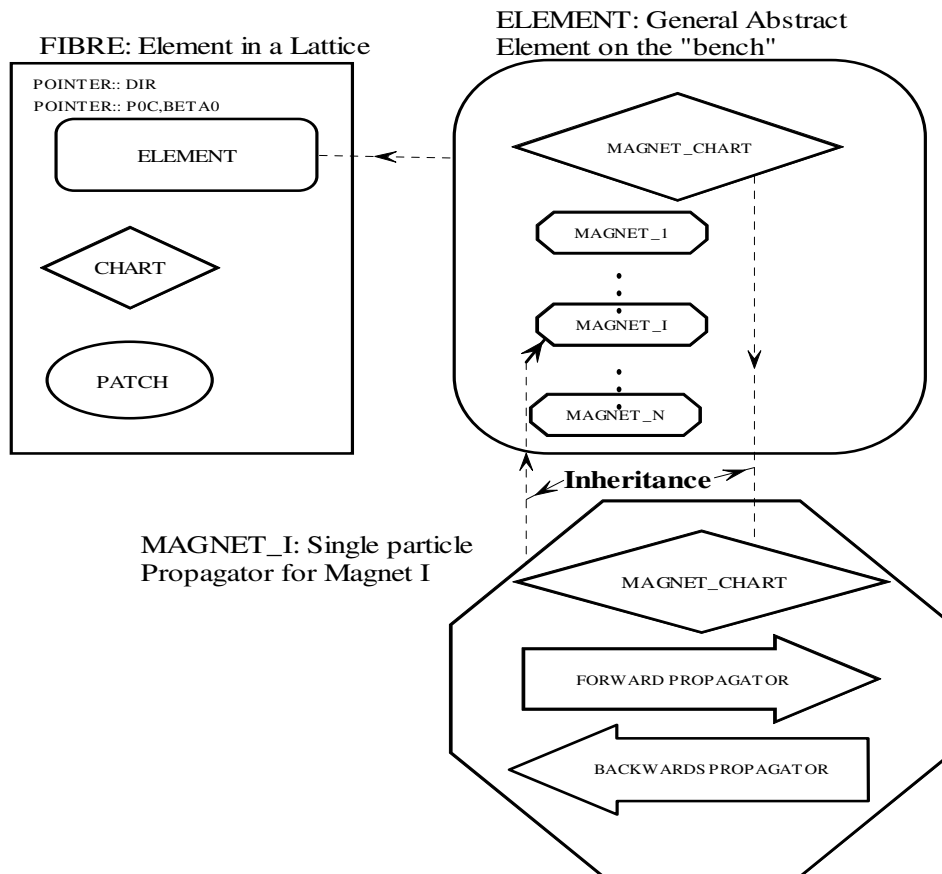 FIBRE: Element in a Lattice
POINTER:: DIR
POINTER:: P0C,BETA0
ELEMENT
CHART
PATCH
ELEMENT: General Abstract
Element on the "bench"
MAGNET_CHART
MAGNET_1
MAGNET_I
MAGNET_N
Inheritance
MAGNET_I: Single particle
Propagator for Magnet I
MAGNET_CHART
FORWARD PROPAGATOR
BACKWARDS PROPAGATOR